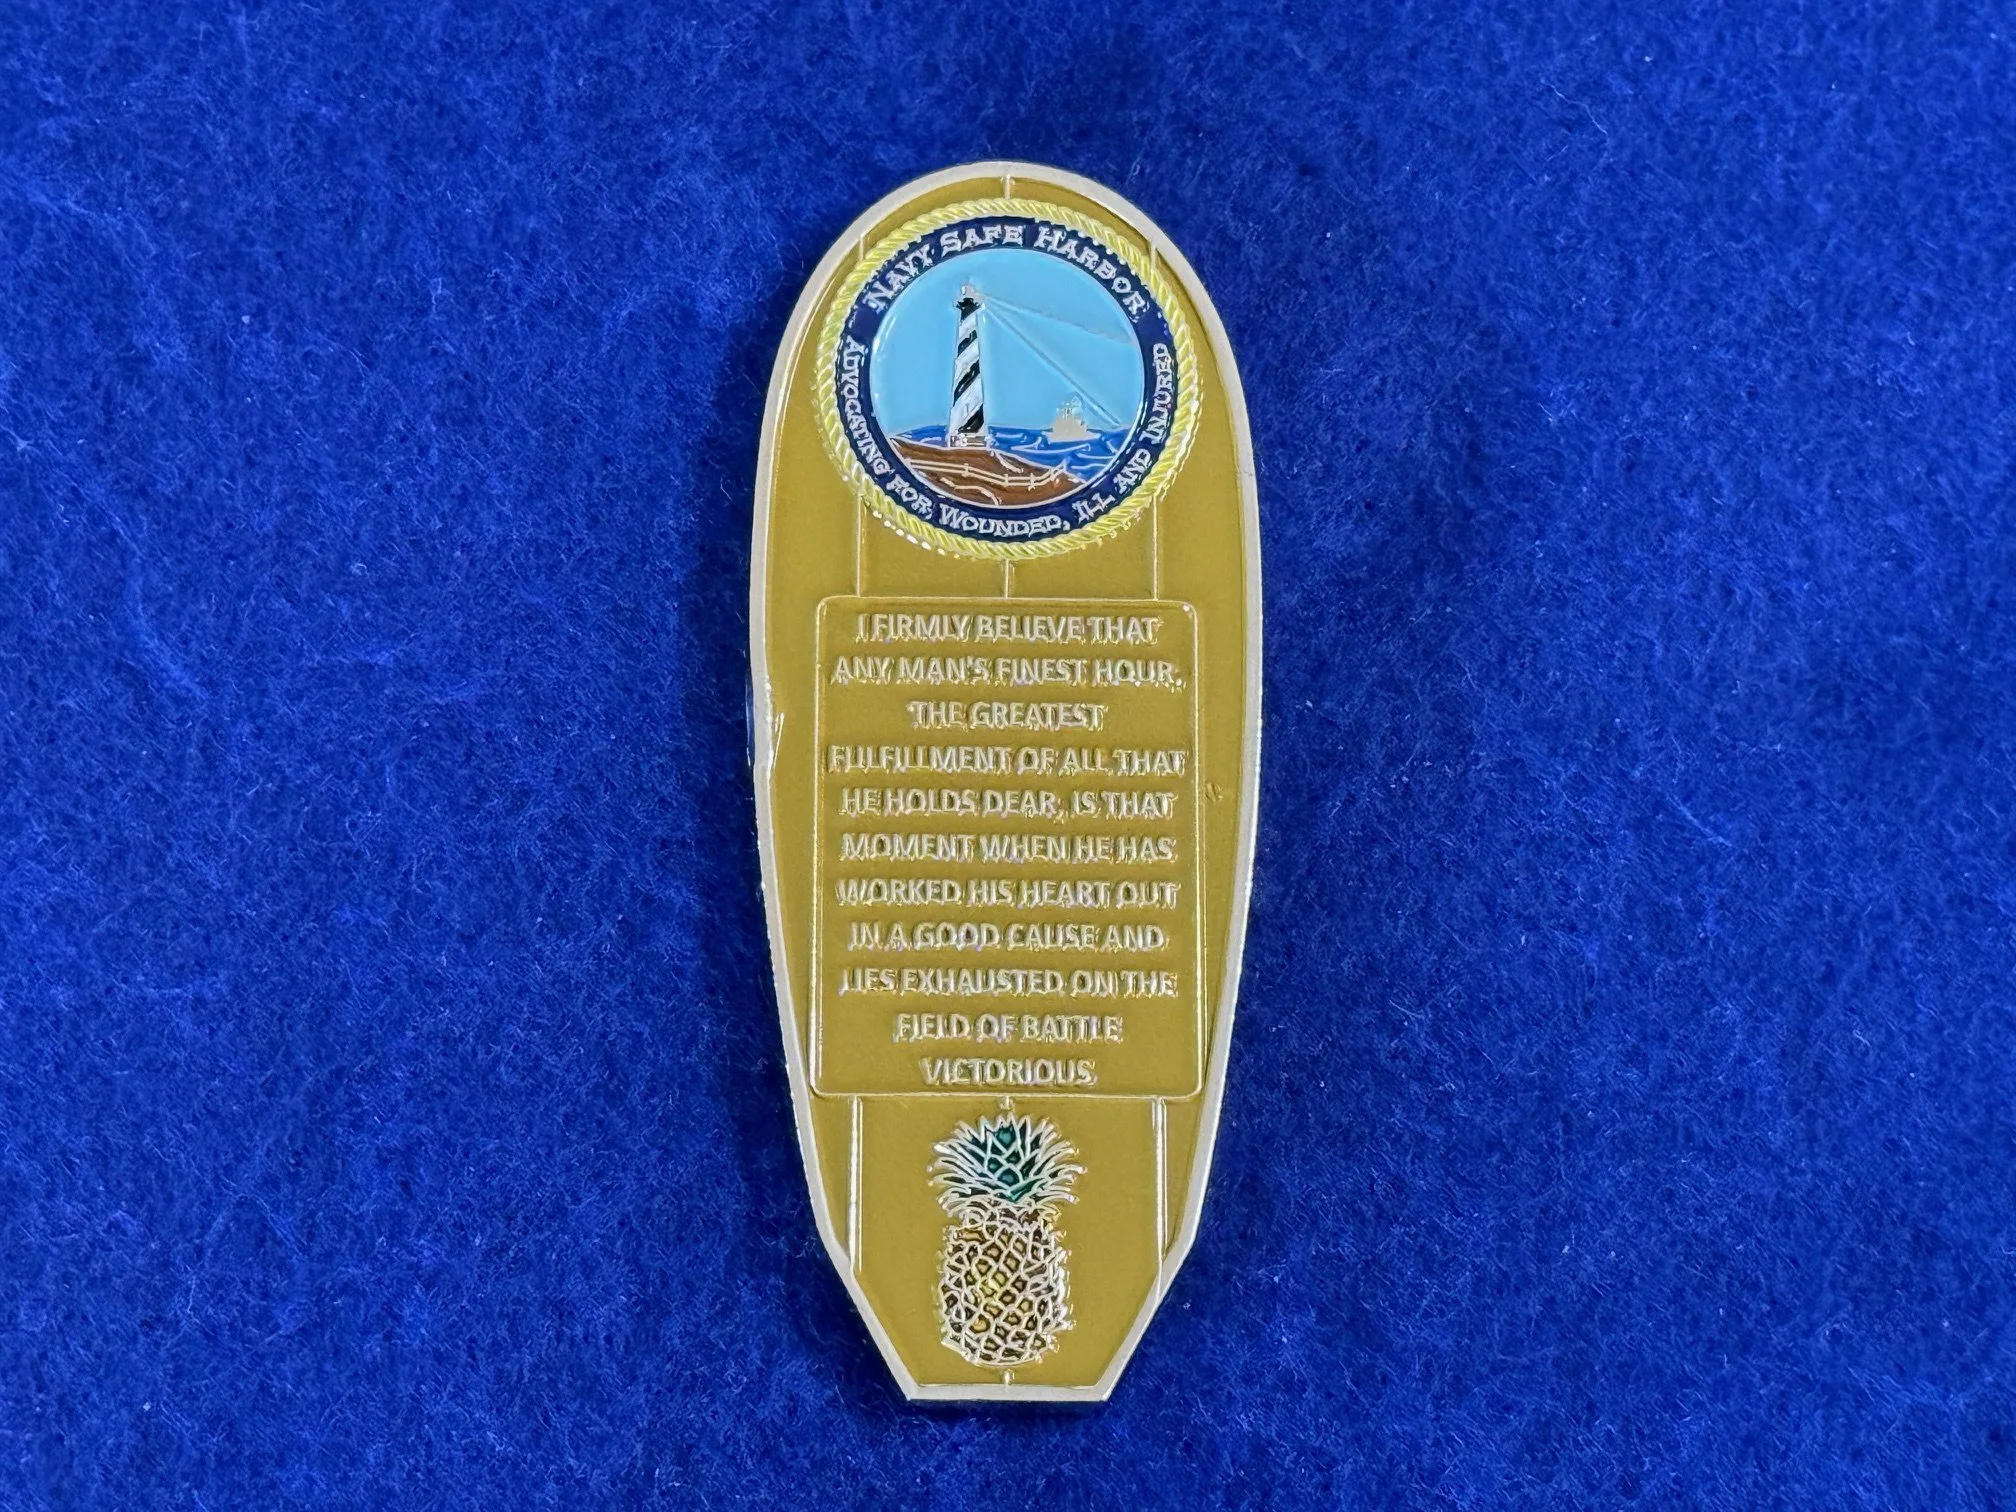 NAVY SAFE HARBOR
ADVOCATING FOR WOUNDED, ILL AND INJURED
I FIRMLY BELIEVE THAT
ANY MAN'S FINEST HOUR,
THE GREATEST
FULFILLMENT OF ALL THAT
HE HOLDS DEAR, IS THAT
MOMENT WHEN HE HAS
WORKED HIS HEART OUT
IN A GOOD CAUSE AND
LIES EXHAUSTED ON THE
FIELD OF BATTLE
VICTORIOUS